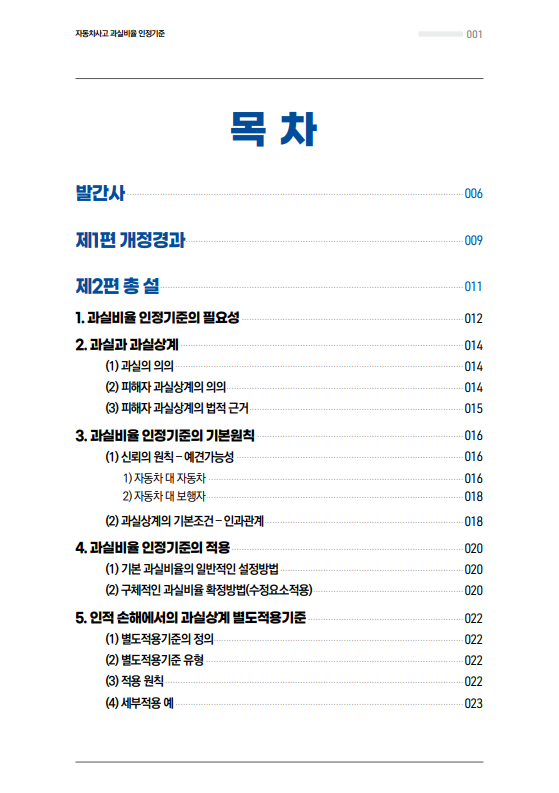 자동차사고 과실비율 인정기준 001
목 차
발간사 006
제1편 개정경과 009
제2편 총 설 011
1. 과실비율 인정기준의 필요성 012
2. 과실과 과실상계 014
(1) 과실의 의의 014
(2) 피해자 과실상계의 의의 014
(3) 피해자 과실상계의 법적 근거 015
3. 과실비율 인정기준의 기본원칙 016
(1) 신뢰의 원칙 – 예견가능성 016
1) 자동차 대 자동차 016
2) 자동차 대 보행자 018
(2) 과실상계의 기본조건 – 인과관계 018
4. 과실비율 인정기준의 적용 020
(1) 기본 과실비율의 일반적인 설정방법 020
(2) 구체적인 과실비율 확정방법(수정요소적용) 020
5. 인적 손해에서의 과실상계 별도적용기준 022
(1) 별도적용기준의 정의 022
(2) 별도적용기준 유형 022
(3) 적용 원칙 022
(4) 세부적용 예 023